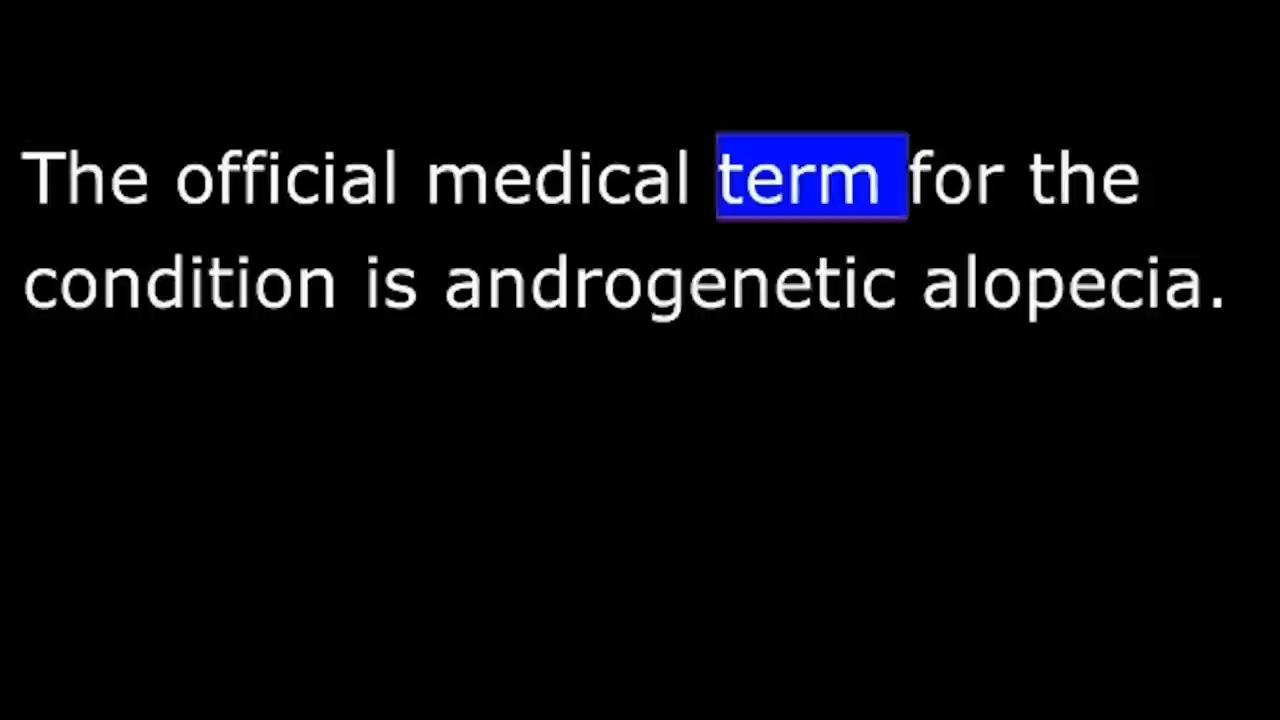 The official medical term for the
condition is androgenetic alopecia.